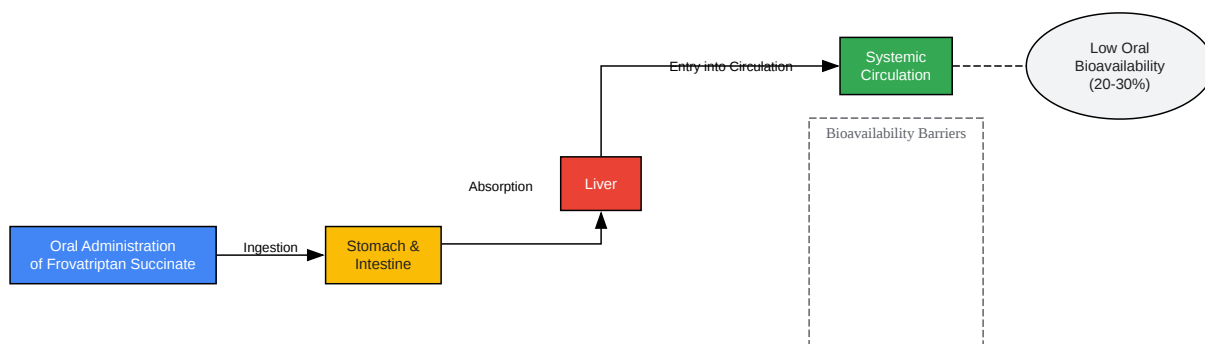 Oral Administration
of Frovatriptan Succinate
Ingestion
Stomach &
Intestine
Absorption
Liver
Entry into Circulation
Systemic
Circulation
Low Oral
Bioavailability
(20-30%)
Bioavailability Barriers